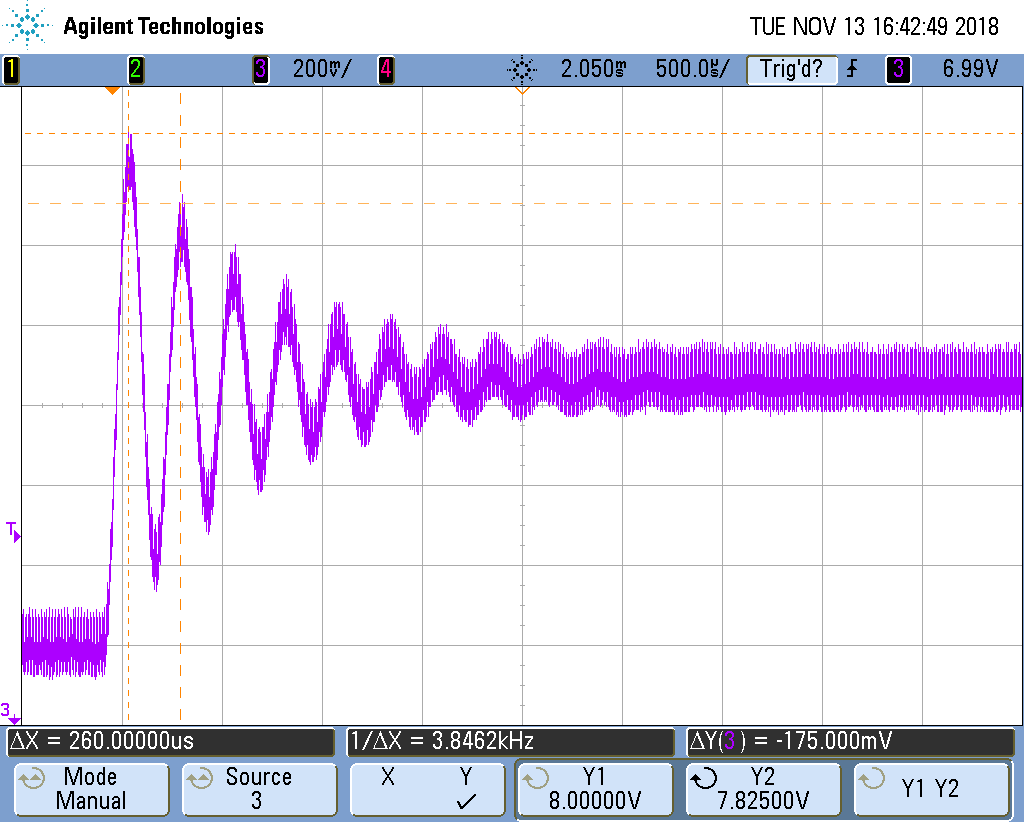 Agilent Technologies TUE NOV 13 16:42:49 2018
1 2 3 200mV/ 4 2.050ms 500.0us/ Trig'd? 3 6.99V
T
3
ΔX = 260.00000us 1/ΔX = 3.8462kHz ΔY(3) = -175.000mV
Mode Source X Y Y1 Y2 Y1 Y2
Manual 3 8.00000V 7.82500V